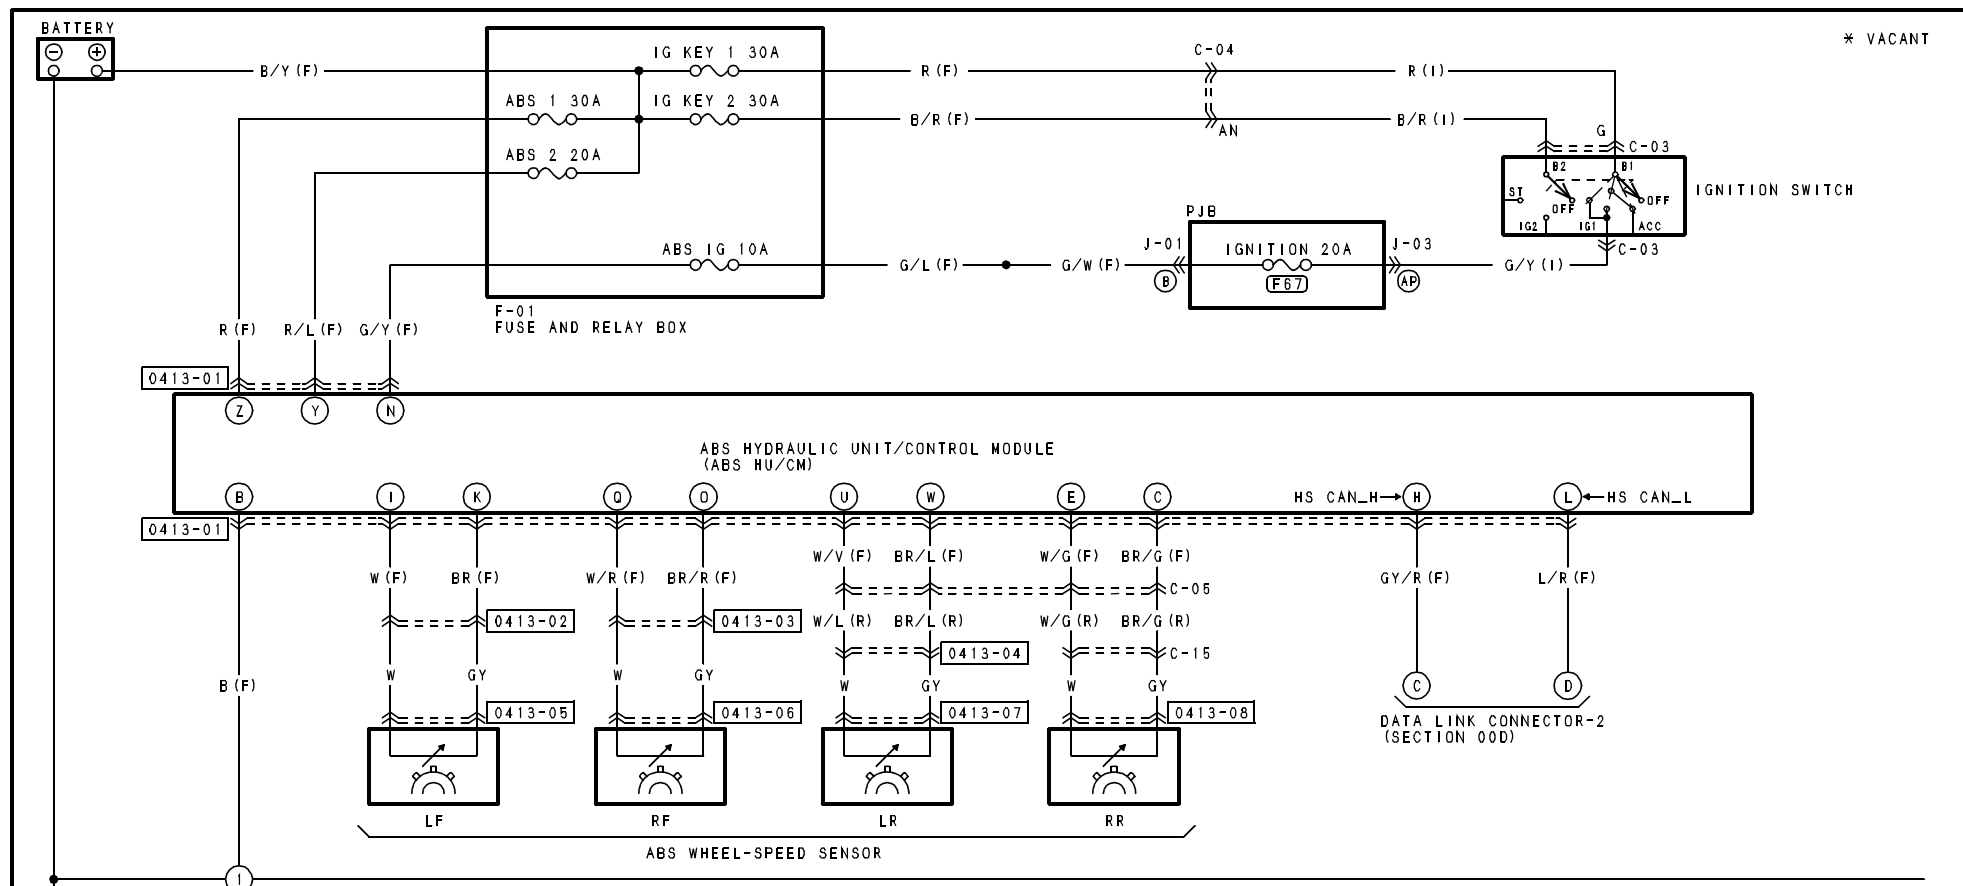 BATTERY
* VACANT
IG KEY 1 30A
C-04
B/Y (F)
R (F)
R (I)
ABS 1 30A
IG KEY 2 30A
B/R (F)
B/R (I)
AN
G
C-03
ABS 2 20A
B2
B1
IGNITION SWITCH
ST
OFF
OFF
IG2
IG1
ACC
PJB
C-03
ABS IG 10A
J-01
IGNITION 20A
J-03
G/L (F)
G/W (F)
G/Y (I)
B
F67
AP
F-01
FUSE AND RELAY BOX
R (F)
R/L (F)
G/Y (F)
0413-01
Z
Y
N
ABS HYDRAULIC UNIT/CONTROL MODULE
(ABS HU/CM)
B
I
K
Q
O
U
W
E
C
HS CAN_H
H
L
HS CAN_L
0413-01
W/V (F)
BR/L (F)
W/G (F)
BR/G (F)
W (F)
BR (F)
W/R (F)
BR/R (F)
GY/R (F)
L/R (F)
C-05
0413-02
0413-03
W/L (R)
BR/L (R)
W/G (R)
BR/G (R)
0413-04
C-15
W
GY
W
GY
B (F)
W
GY
W
GY
C
D
0413-05
0413-06
0413-07
0413-08
DATA LINK CONNECTOR-2
(SECTION 00D)
LF
RF
LR
RR
ABS WHEEL-SPEED SENSOR
1